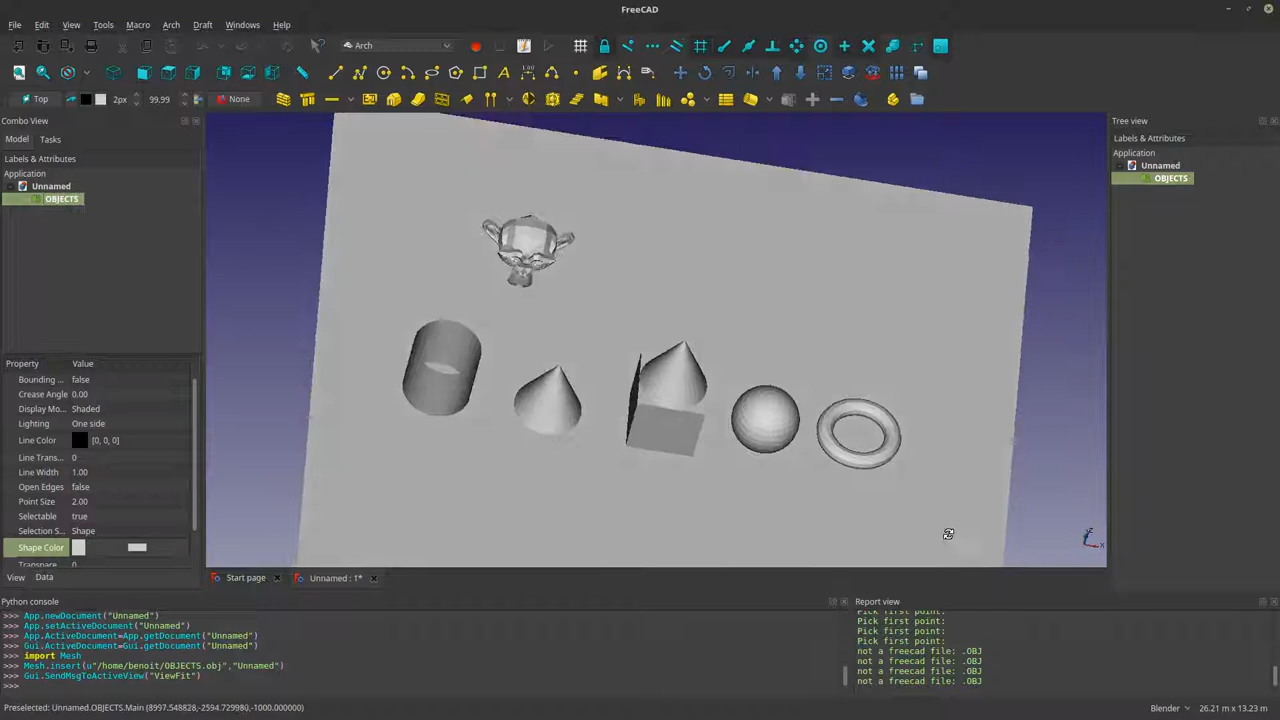 FreeCAD
File Edit View Tools Macro Arch Draft Windows Help
Arch
Top 2px 99.99 None
Combo View
Model Tasks
Labels & Attributes
Application
Unnamed
OBJECTS
Property Value
Bounding ... false
Crease Angle 0.00
Display Mo... Shaded
Lighting One side
Line Color [0, 0, 0]
Line Trans... 0
Line Width 1.00
Open Edges false
Point Size 2.00
Selectable true
Selection S... Shape
Shape Color
View Data
Start page Unnamed : 1*
Tree view
Labels & Attributes
Application
Unnamed
OBJECTS
Python console
>>> App.newDocument("Unnamed")
>>> App.setActiveDocument("Unnamed")
>>> App.ActiveDocument=App.getDocument("Unnamed")
>>> Gui.ActiveDocument=Gui.getDocument("Unnamed")
>>> import Mesh
>>> Mesh.insert(u"/home/benoit/OBJECTS.obj","Unnamed")
>>> Gui.SendMsgToActiveView("ViewFit")
>>>
Report view
Pick first point:
Pick first point:
Pick first point:
Pick first point:
not a freecad file: .OBJ
not a freecad file: .OBJ
not a freecad file: .OBJ
not a freecad file: .OBJ
Preselected: Unnamed.OBJECTS.Main (8997.548828,-2594.729980,-1000.000000)
Blender 26.21 m x 13.23 m